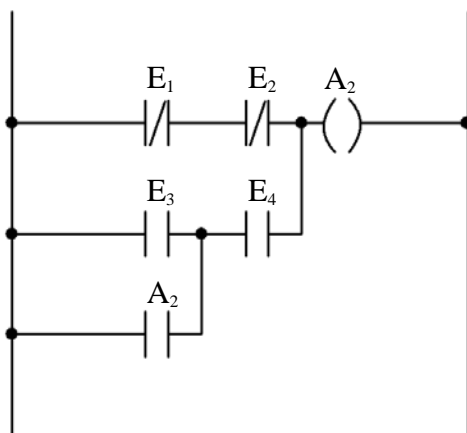 E₁ E₂ A₂
E₃ E₄
A₂